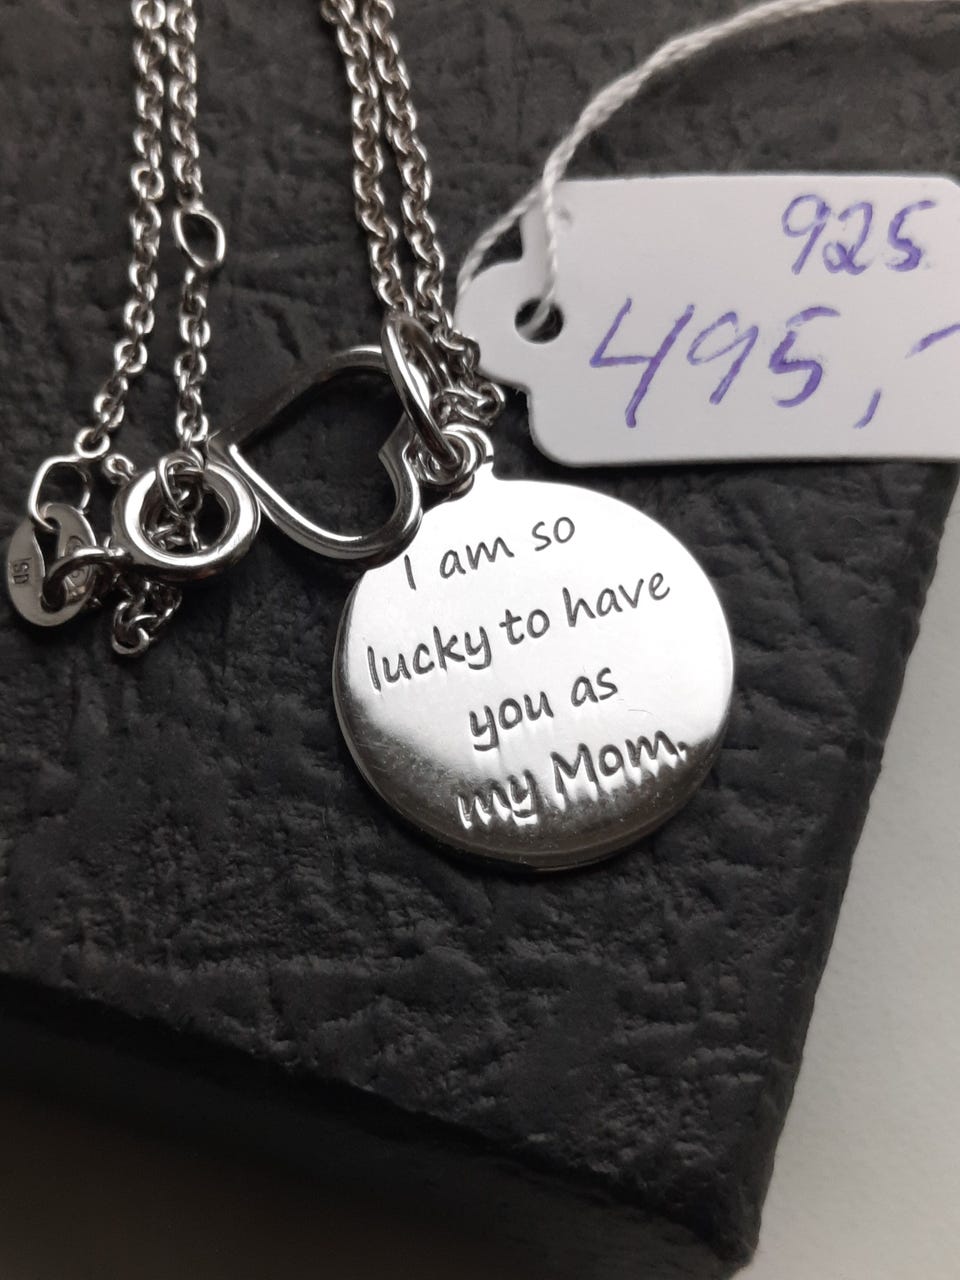 925
495,-
I am so
lucky to have
you as
my Mom.